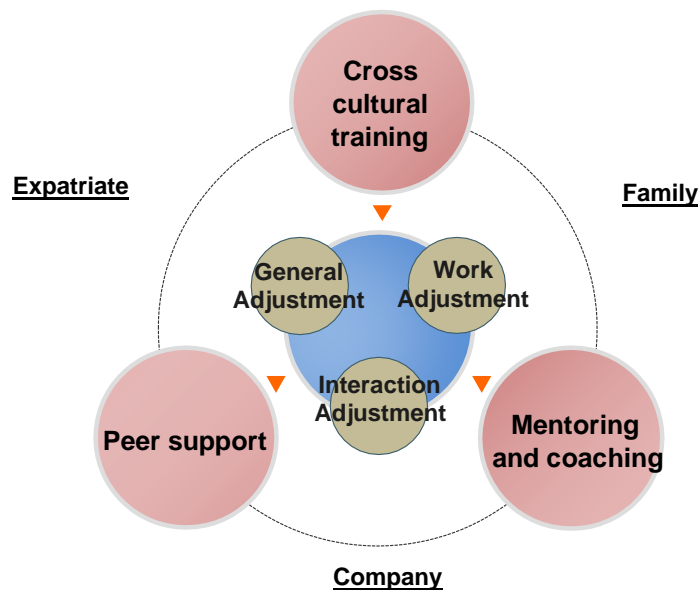 Cross
cultural
training
Expatriate
Family
General
Adjustment
Work
Adjustment
Interaction
Adjustment
Peer support
Mentoring
and coaching
Company